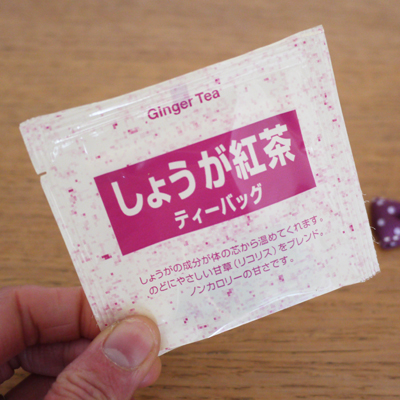 Ginger Tea
しょうが紅茶
ティーバッグ
しょうがの成分が体の芯から温めてくれます。
のどにやさしい甘草(リコリス)をブレンド。
ノンカロリーの甘さです。